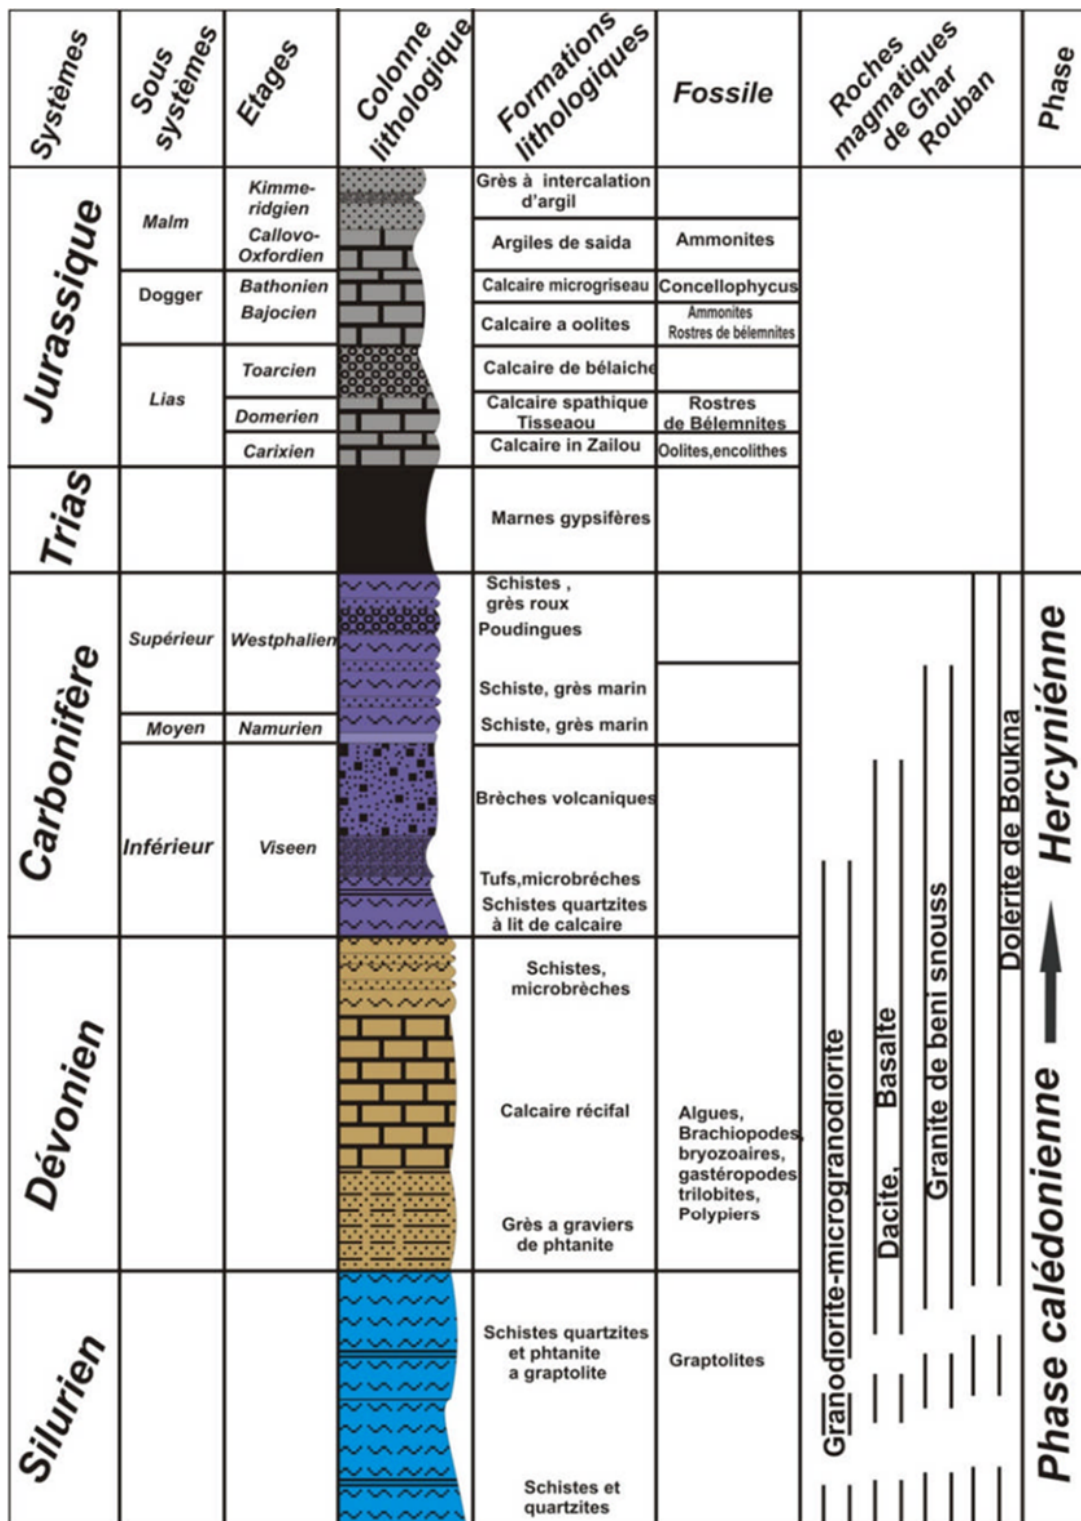 Systèmes
Sous
systèmes
Etages
Colonne
lithologique
Formations
lithologiques
Fossile
Roches
magmatiques
de Ghar
Rouban
Phase
Jurassique
Malm
Kimme-
ridgien
Callovo-
Oxfordien
Grès à intercalation
d'argil
Argiles de saida
Ammonites
Dogger
Bathonien
Bajocien
Calcaire microgriseau
Concellophycus
Calcaire a oolites
Ammonites
Rostres de bélemnites
Lias
Toarcien
Calcaire de bélaiche
Domerien
Calcaire spathique
Tisseaou
Rostres
de Bélemnites
Carixien
Calcaire in Zailou
Oolites,encolithes
Trias
Marnes gypsifères
Carbonifère
Supérieur
Westphalien
Schistes ,
grès roux
Poudingues
Schiste, grès marin
Moyen
Namurien
Schiste, grès marin
Inférieur
Viseen
Brèches volcaniques
Tufs,microbréches
Schistes quartzites
à lit de calcaire
Dévonien
Schistes,
microbrèches
Calcaire récifal
Algues,
Brachiopodes,
bryozoaires,
gastéropodes
trilobites,
Polypiers
Grès a graviers
de phtanite
Silurien
Schistes quartzites
et phtanite
a graptolite
Graptolites
Schistes et
quartzites
Granodiorite-microgranodiorite
Dacite, Basalte
Granite de beni snouss
Dolérite de Boukna
Phase calédonienne
Hercyniénne